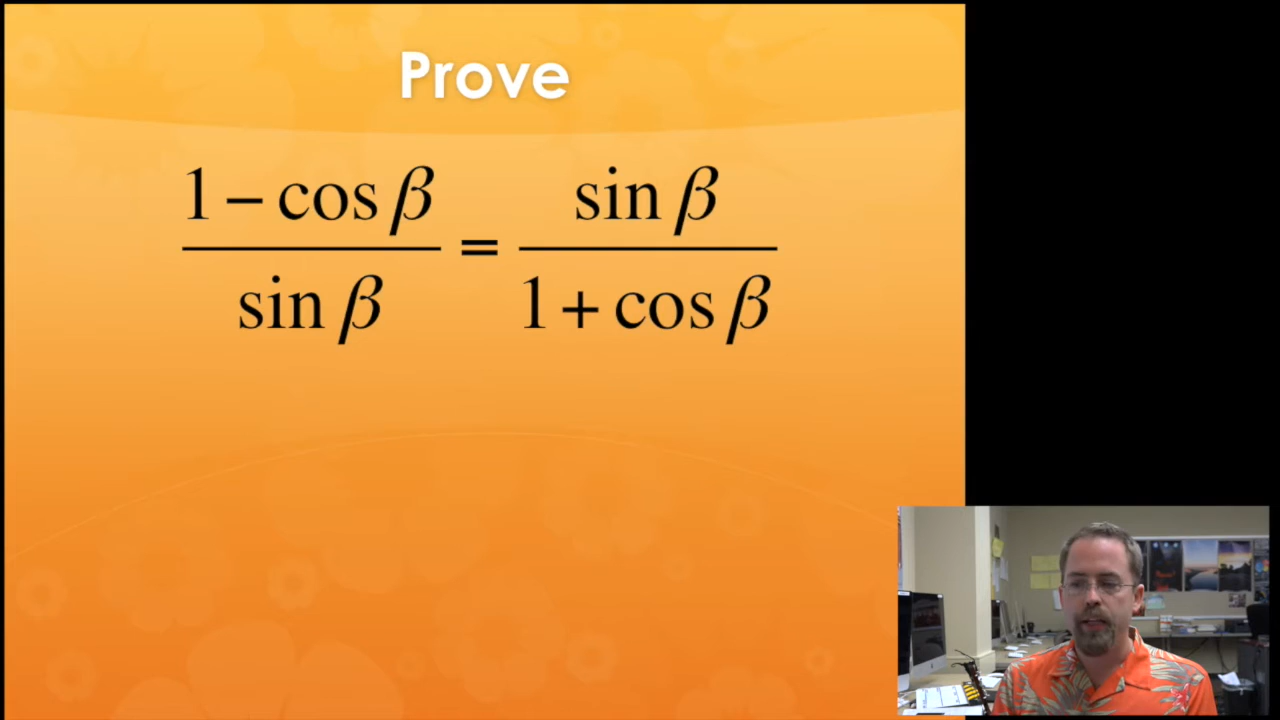 Prove
1 − cos β / sin β = sin β / 1 + cos β